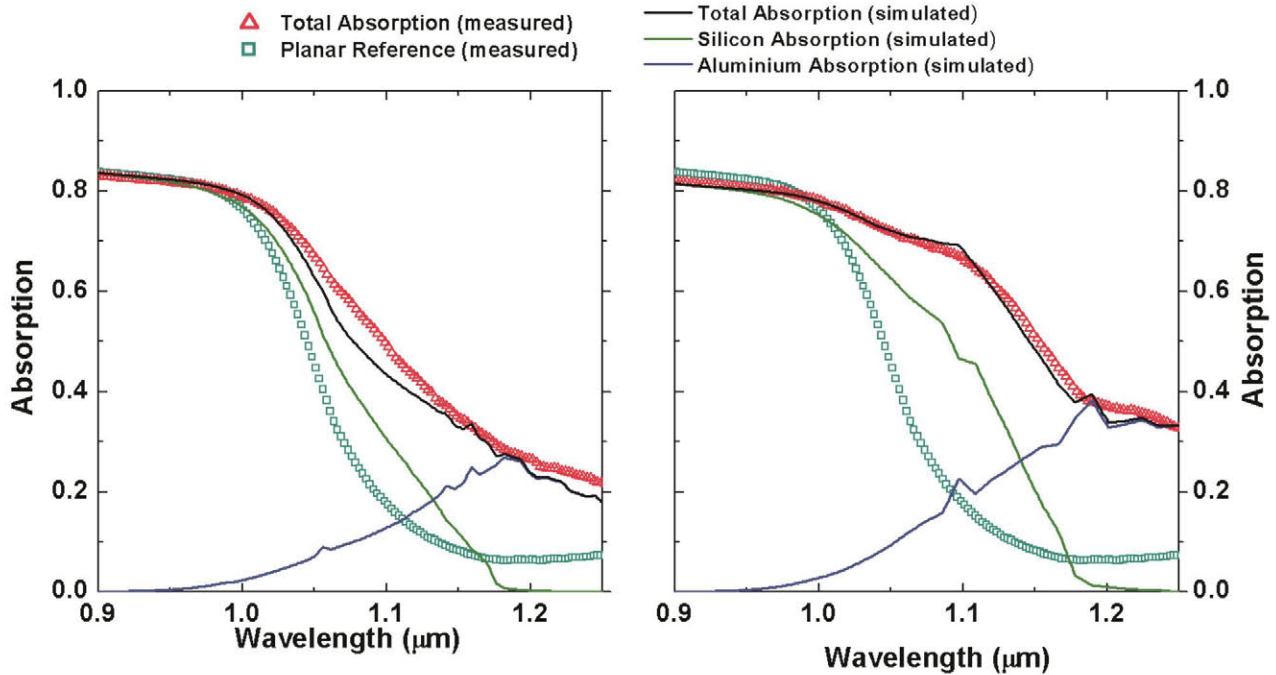 Total Absorption (measured)
Planar Reference (measured)
Total Absorption (simulated)
Silicon Absorption (simulated)
Aluminium Absorption (simulated)
1.0
0.8
0.6
0.4
0.2
0.0
Absorption
0.9 1.0 1.1 1.2
Wavelength (μm)
1.0
0.8
0.6
0.4
0.2
0.0
Absorption
0.9 1.0 1.1 1.2
Wavelength (μm)